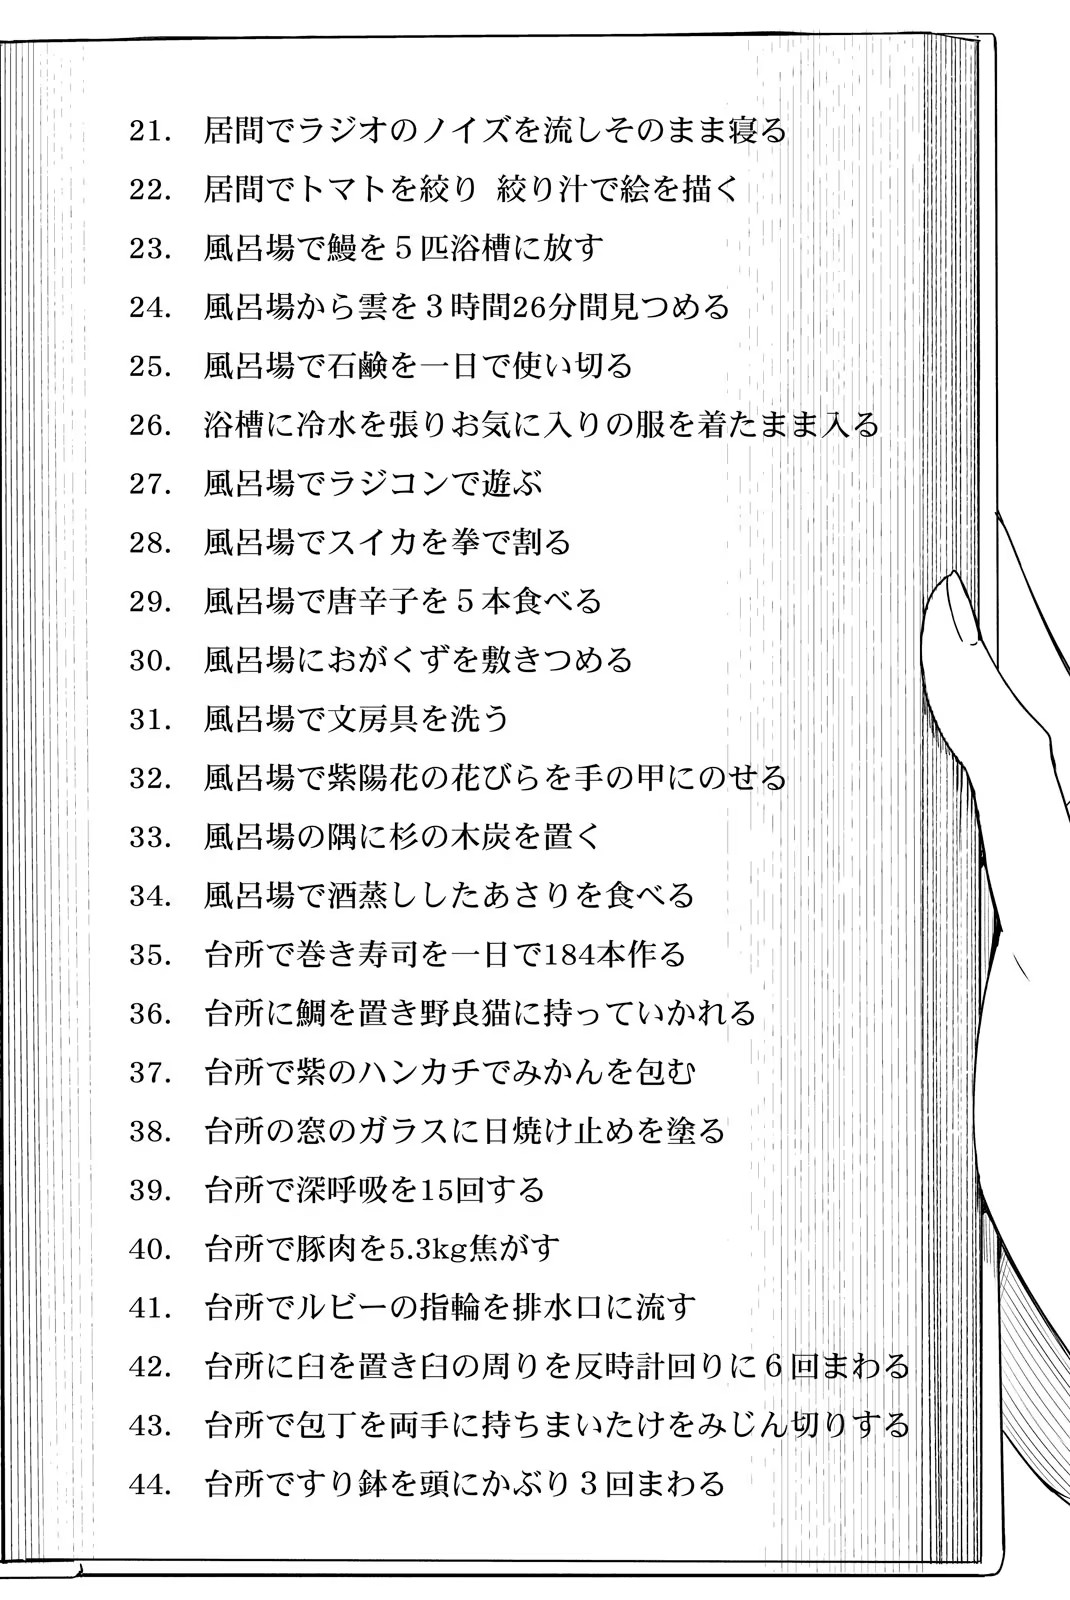 21. 居間でラジオのノイズを流しそのまま寝る
22. 居間でトマトを絞り 絞り汁で絵を描く
23. 風呂場で鰻を５匹浴槽に放す
24. 風呂場から雲を３時間26分間見つめる
25. 風呂場で石鹸を一日で使い切る
26. 浴槽に冷水を張りお気に入りの服を着たまま入る
27. 風呂場でラジコンで遊ぶ
28. 風呂場でスイカを拳で割る
29. 風呂場で唐辛子を５本食べる
30. 風呂場におがくずを敷きつめる
31. 風呂場で文房具を洗う
32. 風呂場で紫陽花の花びらを手の甲にのせる
33. 風呂場の隅に杉の木炭を置く
34. 風呂場で酒蒸ししたあさりを食べる
35. 台所で巻き寿司を一日で184本作る
36. 台所に鯛を置き野良猫に持っていかれる
37. 台所で紫のハンカチでみかんを包む
38. 台所の窓のガラスに日焼け止めを塗る
39. 台所で深呼吸を15回する
40. 台所で豚肉を5.3kg焦がす
41. 台所でルビーの指輪を排水口に流す
42. 台所に臼を置き臼の周りを反時計回りに６回まわる
43. 台所で包丁を両手に持ちまいたけをみじん切りする
44. 台所ですり鉢を頭にかぶり３回まわる